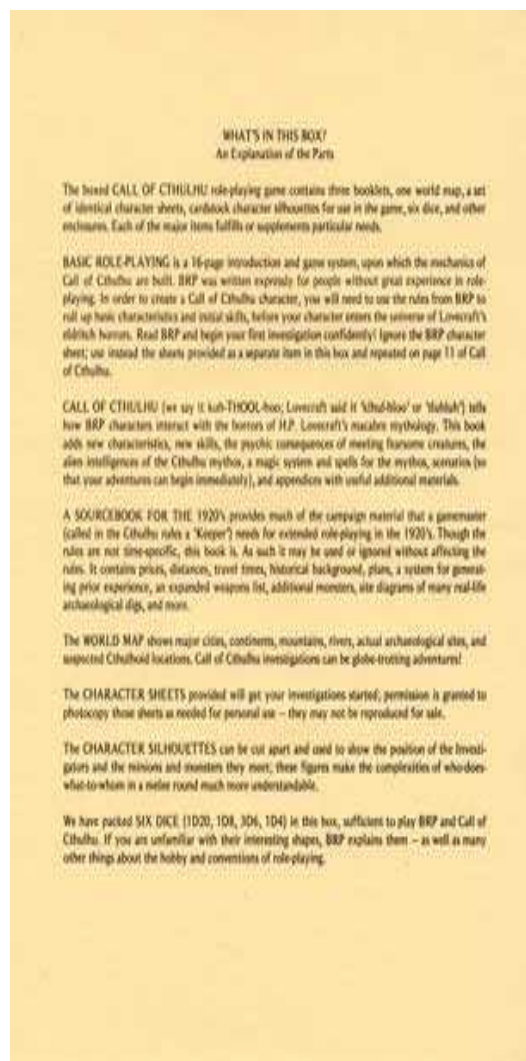 WHAT'S IN THIS BOX?
An Explanation of the Parts
The boxed CALL OF CTHULHU role-playing game contains three booklets, one world map, a set
of identical character sheets, cardstock character silhouettes for use in the game, six dice, and other
enclosures. Each of the major items fulfills or supplements particular needs.
BASIC ROLE-PLAYING is a 16-page introduction and game system, upon which the mechanics of
Call of Cthulhu are built. BRP was written expressly for people without great experience in role-
playing. In order to create a Call of Cthulhu character, you will need to use the rules from BRP to
roll up basic characteristics and initial skills, before your character enters the universe of Lovecraft's
eldritch horrors. Read BRP and begin your first investigation confidently! Ignore the BRP character
sheet; use instead the sheets provided as a separate item in this box and repeated on page 11 of Call
of Cthulhu.
CALL OF CTHULHU (we say it kuh-THOOL-hoo; Lovecraft said it or tells
how BRP characters interact with the horrors of H.P. Lovecraft's macabre mythology. This book
adds new characteristics, new skills, the psychic consequences of meeting fearsome creatures, the
alien intelligences of the Cthulhu mythos, a magic system and spells for the mythos, scenarios (so
that your adventures can begin immediately), and appendices with useful additional materials.
A SOURCEBOOK FOR THE 1920's provides much of the campaign material that a gamemaster
(called in the Cthulhu rules a 'Keeper') needs for extended role-playing in the 1920's. Though the
rules are not time-specific, this book is. As such it may be used or ignored without affecting the
rules. It contains prices, distances, travel times, historical background, plans, a system for generat-
ing prior experience, an expanded weapons list, additional monsters, site diagrams of many real-life
archaeological digs, and more.
The WORLD MAP shows major cities, continents, mountains, rivers, actual archaeological sites, and
suspected Cthulhoid locations. Call of Cthulhu investigations can be globe-trotting adventures!
The CHARACTER SHEETS provided will get your investigations started; permission is granted to
photocopy those sheets as needed for personal use — they may not be reproduced for sale.
The CHARACTER SILHOUETTES can be cut apart and used to show the position of the Investi-
gators and the minions and monsters they meet; these figures make the complexities of who-does-
what-to-whom in a melee round much more understandable.
We have packed SIX DICE (1D20, 1D8, 3D6, 1D4) in this box, sufficient to play BRP and Call of
Cthulhu. If you are unfamiliar with their interesting shapes, BRP explains them — as well as many
other things about the hobby and conventions of role-playing.